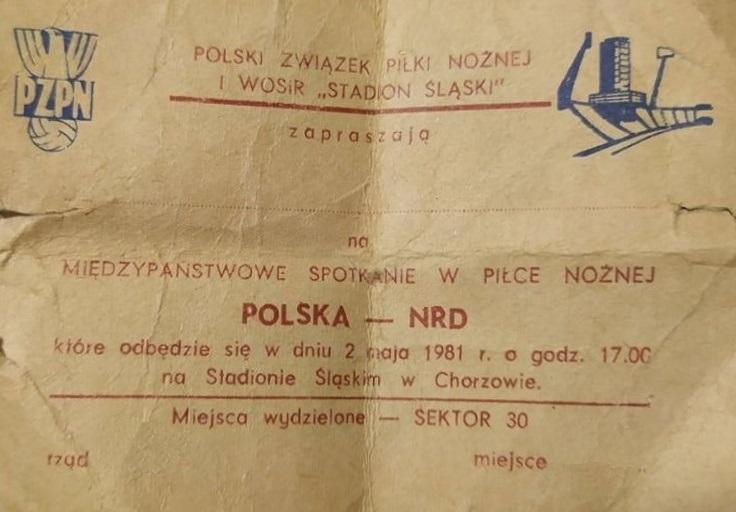 PZPN
POLSKI ZWIĄZEK PIŁKI NOŻNEJ
I WOSiR „STADION ŚLĄSKI"
zapraszają
na
MIĘDZYPAŃSTWOWE SPOTKANIE W PIŁCE NOŻNEJ
POLSKA — NRD
które odbędzie się w dniu 2 maja 1981 r. o godz. 17.00
na Stadionie Śląskim w Chorzowie.
Miejsca wydzielone — SEKTOR 30
rząd miejsce